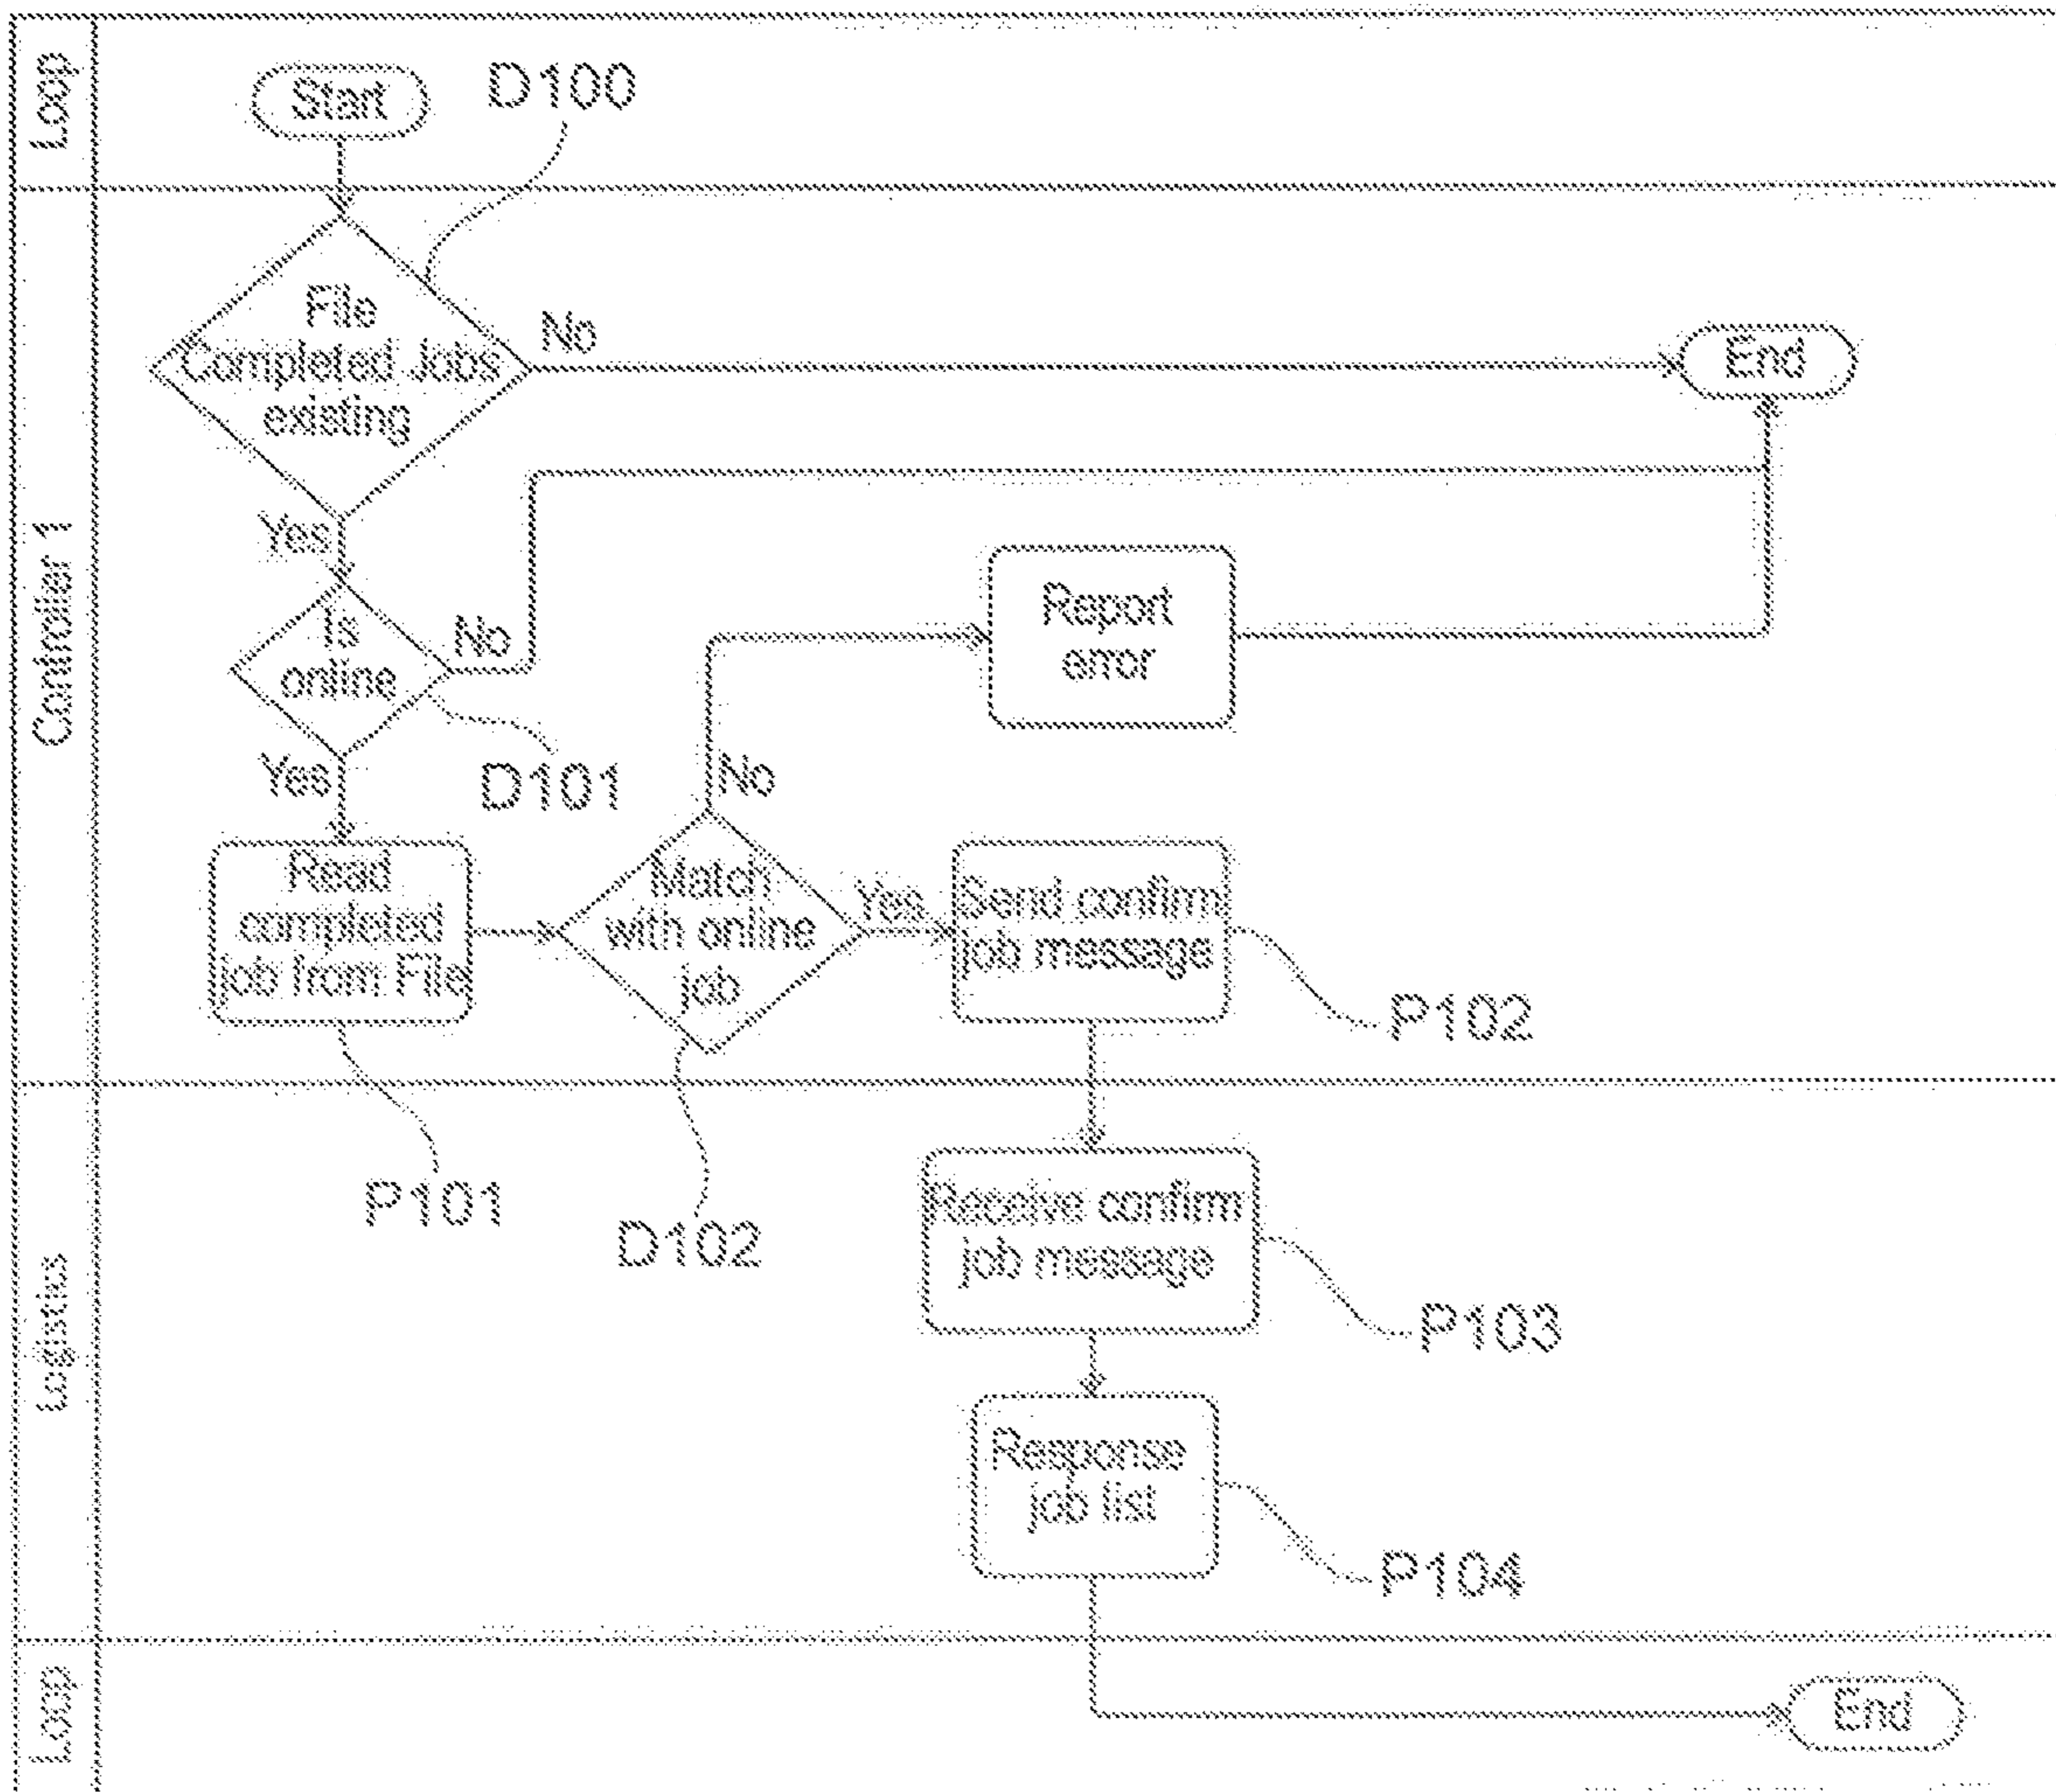 Loop
Start
D100
Controller 1
File
Completed Jobs
existing
No
End
Yes
Is
online
No
Report
error
Yes
D101
No
Read
completed
job from File
Match
with online
job
Yes
Send confirm
job message
P102
Logistics
P101
D102
Receive confirm
job message
P103
Response
job list
P104
Loop
End